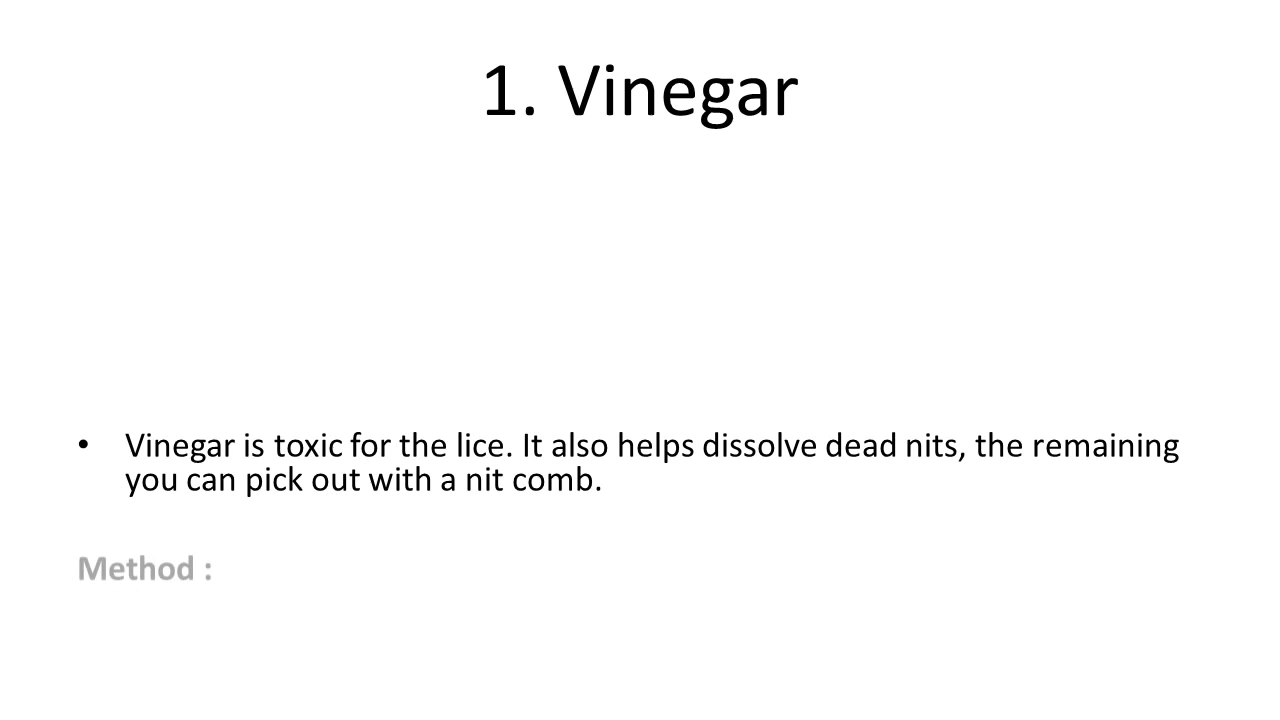 1. Vinegar
• Vinegar is toxic for the lice. It also helps dissolve dead nits, the remaining
you can pick out with a nit comb.
Method :